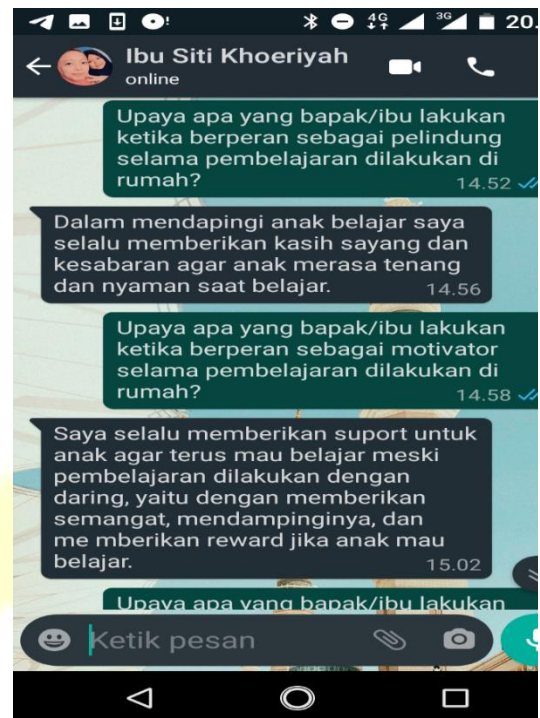 4G 3G 20.
Ibu Siti Khoeriyah
online
Upaya apa yang bapak/ibu lakukan
ketika berperan sebagai pelindung
selama pembelajaran dilakukan di
rumah?
14.52
Dalam mendapingi anak belajar saya
selalu memberikan kasih sayang dan
kesabaran agar anak merasa tenang
dan nyaman saat belajar.
14.56
Upaya apa yang bapak/ibu lakukan
ketika berperan sebagai motivator
selama pembelajaran dilakukan di
rumah?
14.58
Saya selalu memberikan suport untuk
anak agar terus mau belajar meski
pembelajaran dilakukan dengan
daring, yaitu dengan memberikan
semangat, mendampinginya, dan
me mberikan reward jika anak mau
belajar.
15.02
Upaya apa yang bapak/ibu lakukan
Ketik pesan